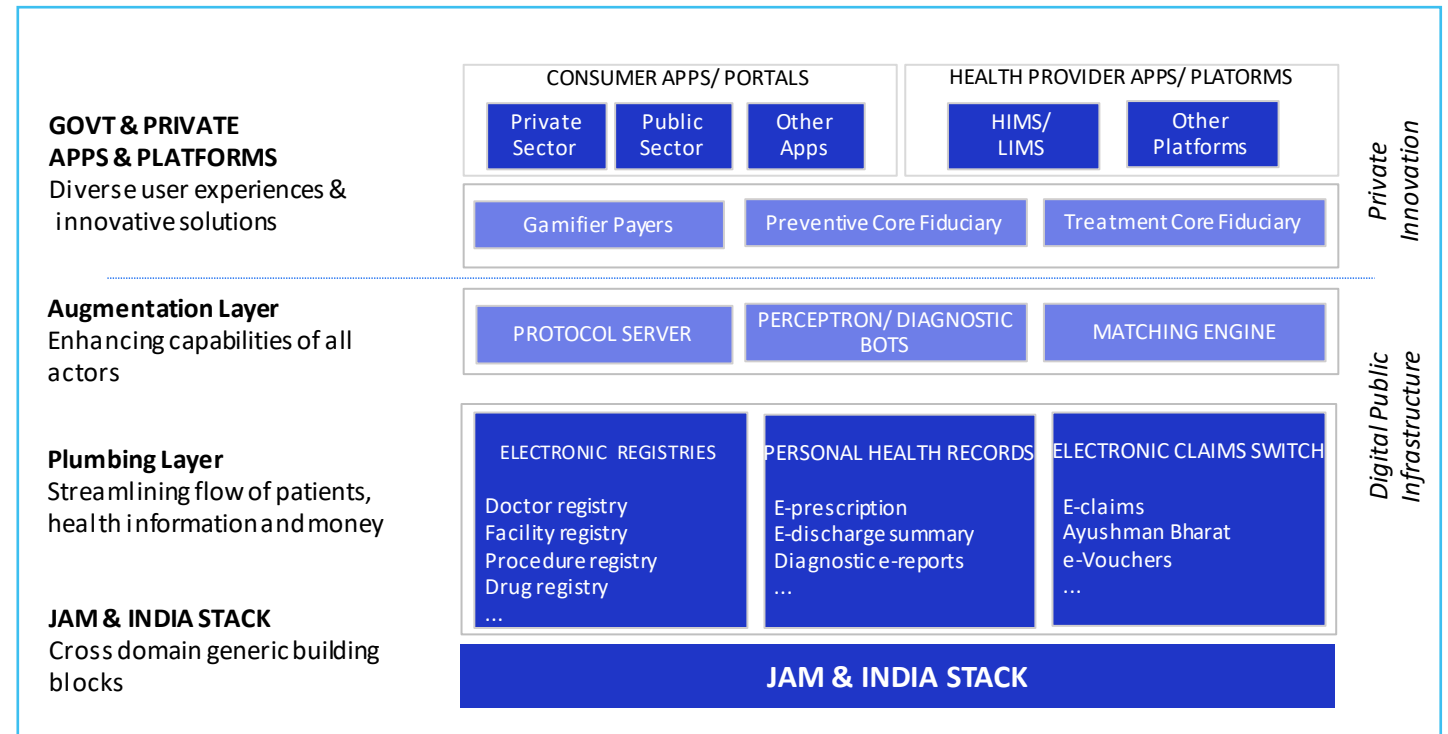 GOVT & PRIVATE
APPS & PLATFORMS
Diverse user experiences &
innovative solutions
CONSUMER APPS/ PORTALS
Private
Sector
Public
Sector
Other
Apps
HEALTH PROVIDER APPS/ PLATORMS
HIMS/
LIMS
Other
Platforms
Gamifier Payers
Preventive Core Fiduciary
Treatment Core Fiduciary
Private
Innovation
Augmentation Layer
Enhancing capabilities of all
actors
PROTOCOL SERVER
PERCEPTRON/ DIAGNOSTIC
BOTS
MATCHING ENGINE
Plumbing Layer
Streamlining flow of patients,
health information and money
ELECTRONIC REGISTRIES
Doctor registry
Facility registry
Procedure registry
Drug registry
...
PERSONAL HEALTH RECORDS
E-prescription
E-discharge summary
Diagnostic e-reports
...
ELECTRONIC CLAIMS SWITCH
E-claims
Ayushman Bharat
e-Vouchers
...
Digital Public
Infrastructure
JAM & INDIA STACK
Cross domain generic building
blocks
JAM & INDIA STACK